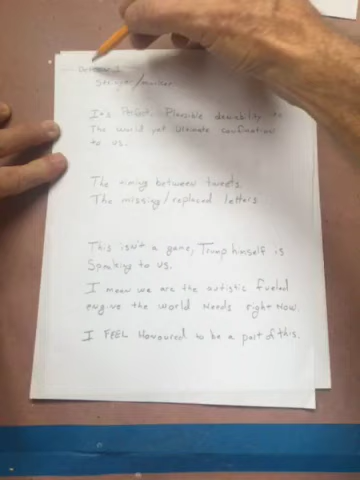 stringer/marker
It's Perfect. Plausible deniability to
The world yet ultimate confirmation
to us.
The timing between tweets.
The missing/replaced letters
This isn't a game, Trump himself is
Speaking to us.
I mean we are the autistic fueled
engine the world Needs right Now.
I FEEL Honoured to be a part of this.